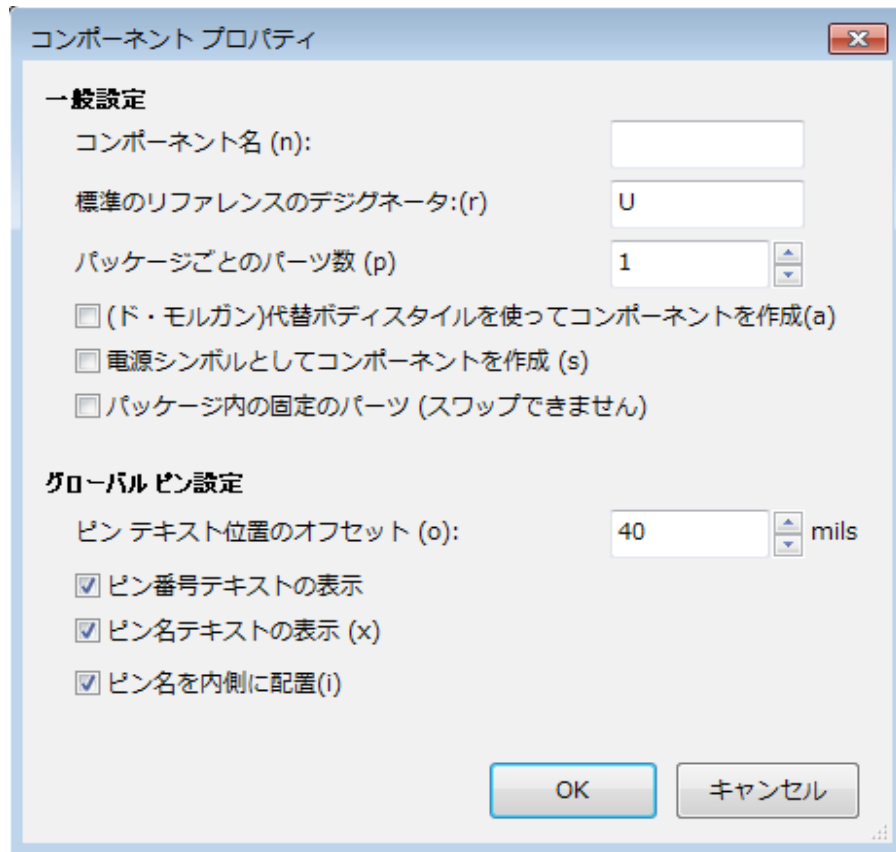 コンポーネント プロパティ
一般設定
コンポーネント名 (n):
標準のリファレンスのデジグネータ:(r) U
パッケージごとのパーツ数 (p) 1
(ド・モルガン)代替ボディスタイルを使ってコンポーネントを作成(a)
電源シンボルとしてコンポーネントを作成 (s)
パッケージ内の固定のパーツ (スワップできません)
グローバル ピン設定
ピン テキスト位置のオフセット (o): 40 mils
ピン番号テキストの表示
ピン名テキストの表示 (x)
ピン名を内側に配置(i)
OK キャンセル